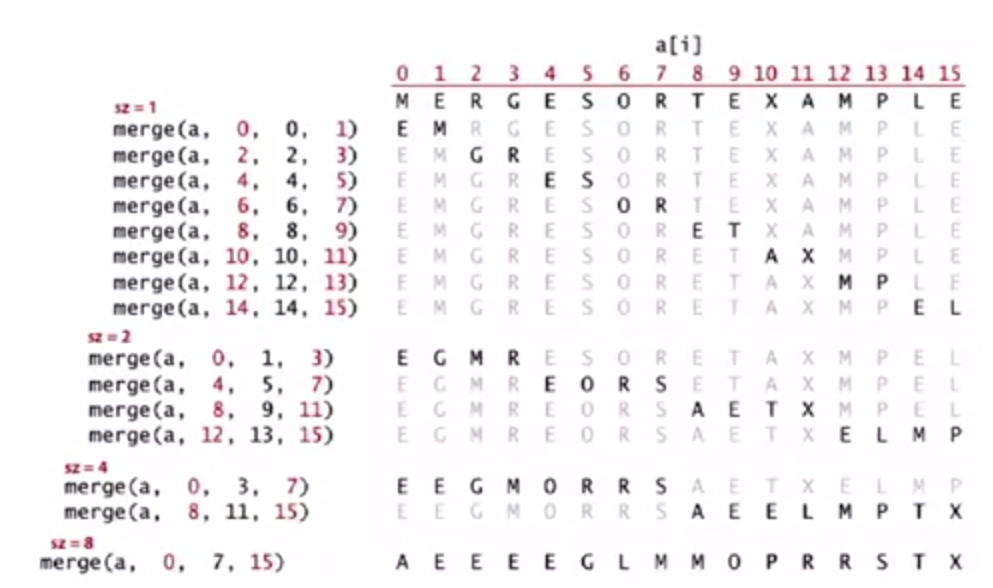 a[i]
0 1 2 3 4 5 6 7 8 9 10 11 12 13 14 15
M E R G E S O R T E X A M P L E
sz = 1
merge(a, 0, 0, 1) E M R G E S O R T E X A M P L E
merge(a, 2, 2, 3) E M G R E S O R T E X A M P L E
merge(a, 4, 4, 5) E M G R E S O R T E X A M P L E
merge(a, 6, 6, 7) E M G R E S O R T E X A M P L E
merge(a, 8, 8, 9) E M G R E S O R E T X A M P L E
merge(a, 10, 10, 11) E M G R E S O R E T A X M P L E
merge(a, 12, 12, 13) E M G R E S O R E T A X M P L E
merge(a, 14, 14, 15) E M G R E S O R E T A X M P E L
sz = 2
merge(a, 0, 1, 3) E G M R E S O R E T A X M P E L
merge(a, 4, 5, 7) E G M R E O R S E T A X M P E L
merge(a, 8, 9, 11) E G M R E O R S A E T X M P E L
merge(a, 12, 13, 15) E G M R E O R S A E T X E L M P
sz = 4
merge(a, 0, 3, 7) E E G M O R R S A E T X E L M P
merge(a, 8, 11, 15) E E G M O R R S A E E L M P T X
sz = 8
merge(a, 0, 7, 15) A E E E E G L M M O P R R S T X